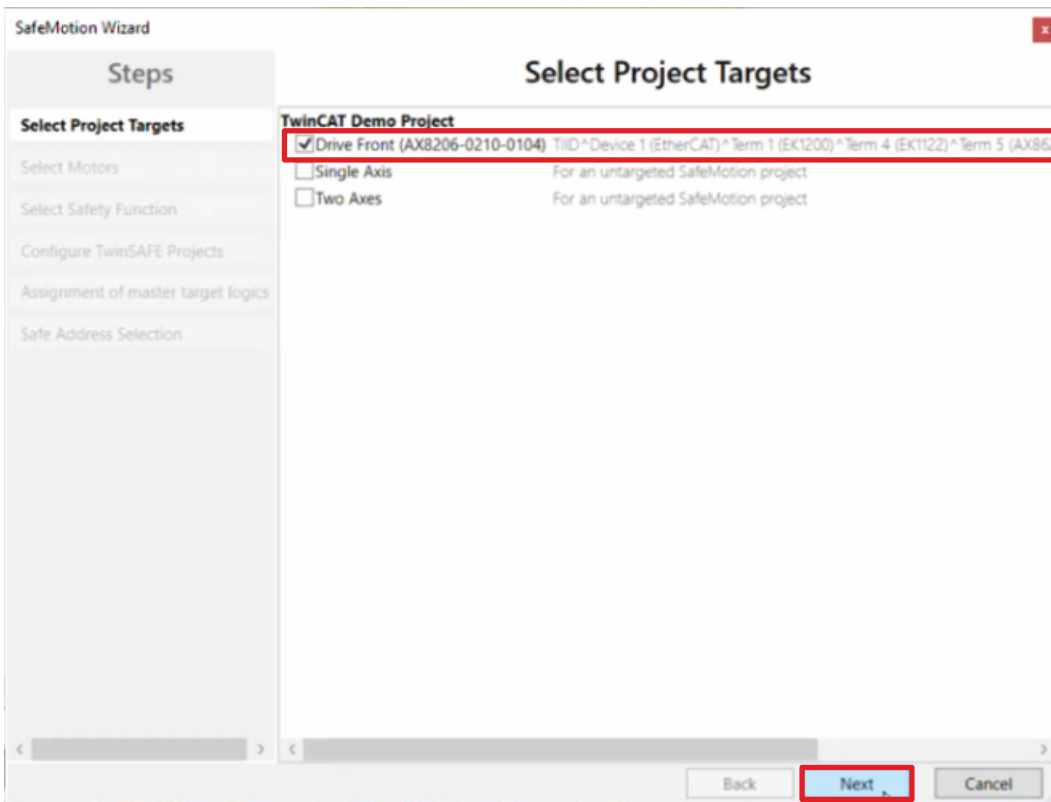 SafeMotion Wizard
x
Steps
Select Project Targets
Select Project Targets
Select Motors
Select Safety Function
Configure TwinSAFE Projects
Assignment of master target logics
Safe Address Selection
TwinCAT Demo Project
Drive Front (AX8206-0210-0104) TIID^Device 1 (EtherCAT)^Term 1 (EK1200)^Term 4 (EK1122)^Term 5 (AX862
Single Axis For an untargeted SafeMotion project
Two Axes For an untargeted SafeMotion project
Back Next Cancel